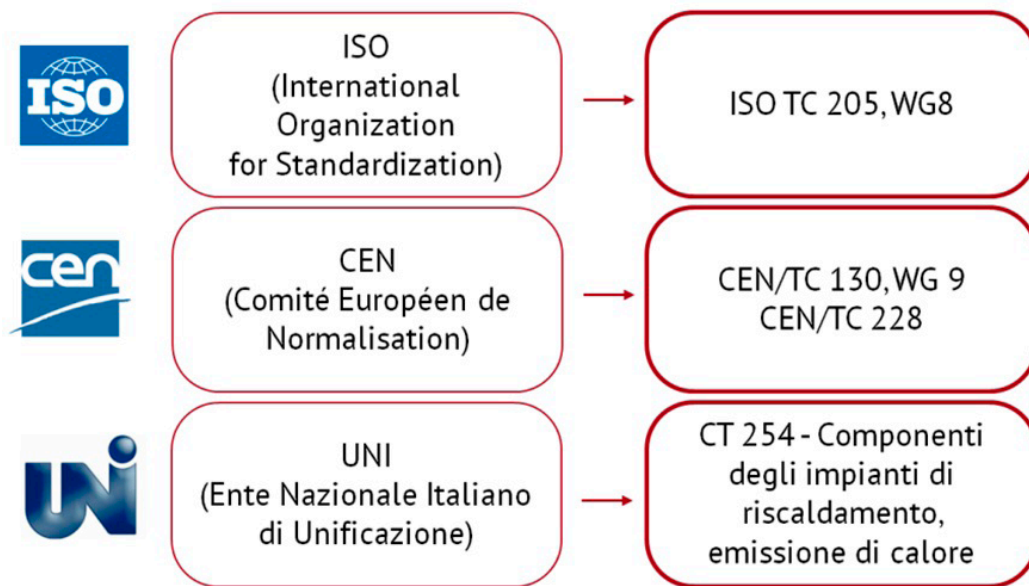 ISO
ISO
(International
Organization
for Standardization)
ISO TC 205, WG8
cen
CEN
(Comité Européen de
Normalisation)
CEN/TC 130, WG 9
CEN/TC 228
UNI
UNI
(Ente Nazionale Italiano
di Unificazione)
CT 254 - Componenti
degli impianti di
riscaldamento,
emissione di calore